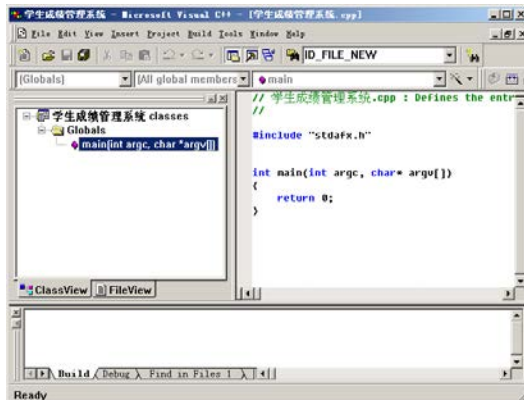 学生成绩管理系统 - Microsoft Visual C++ - [学生成绩管理系统.cpp]
File Edit View Insert Project Build Tools Window Help
ID_FILE_NEW
(Globals) (All global members main
// 学生成绩管理系统.cpp : Defines the entr
//
#include "stdafx.h"
int main(int argc, char* argv[])
{
return 0;
}
学生成绩管理系统 classes
Globals
main(int argc, char *argv[])
ClassView FileView
Build Debug Find in Files 1
Ready